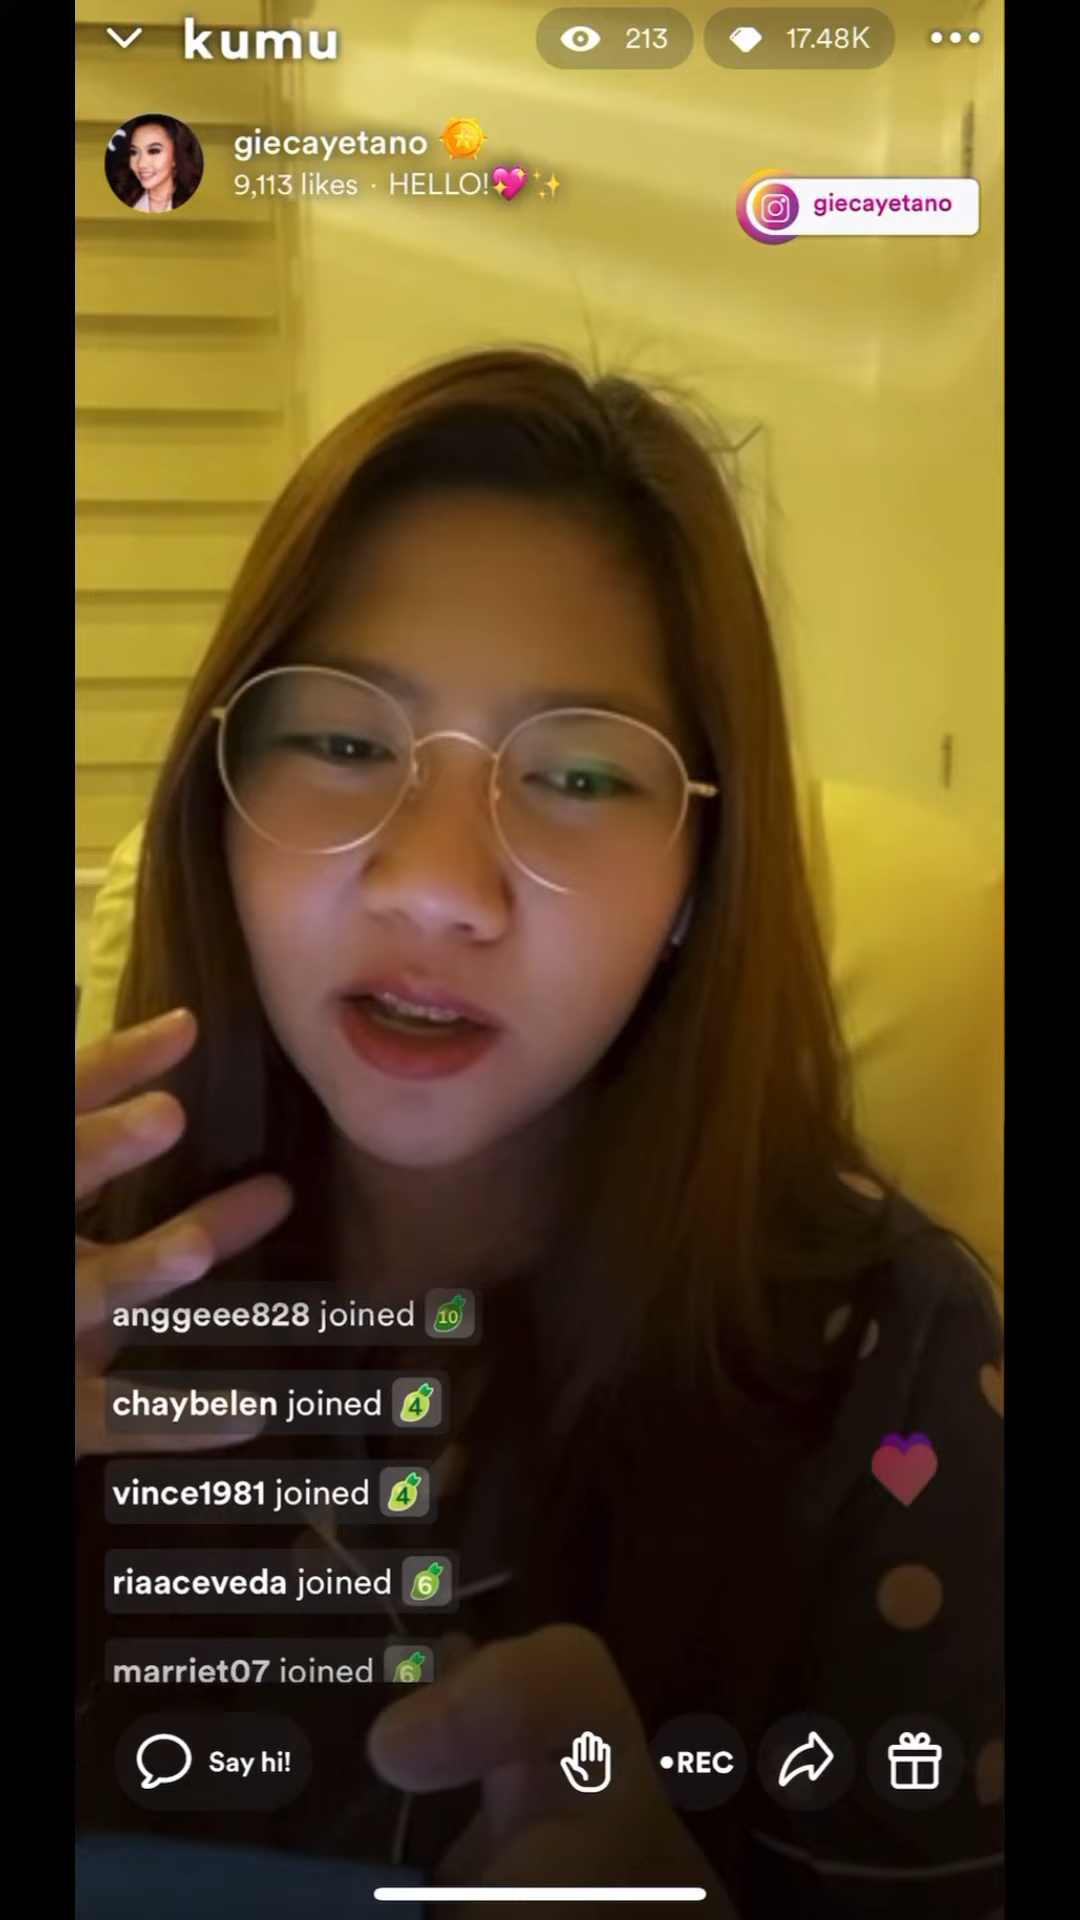 kumu
213
17.48K
giecayetano
9,113 likes · HELLO!💖✨
giecayetano
anggeee828 joined 10
chaybelen joined 4
vince1981 joined 4
riaaceveda joined 6
marriet07 joined 6
Say hi!
•REC